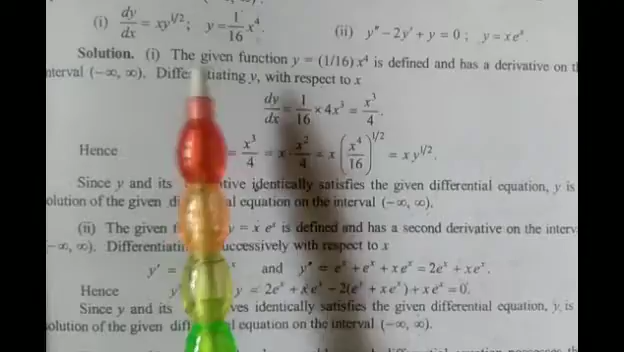 (i) dy/dx = xy^{1/2}; y = 1/16 x^4. (ii) y″ − 2y′ + y = 0; y = xe^x.
Solution. (i) The given function y = (1/16) x^4 is defined and has a derivative on
nterval (−∞, ∞). Differentiating y, with respect to x
dy/dx = 1/16 × 4x^3 = x^3/4.
Hence = x^3/4 = x · x^2/4 = x (x^4/16)^{1/2} = xy^{1/2}.
Since y and its tive identically satisfies the given differential equation, y is
olution of the given di al equation on the interval (−∞, ∞).
(ii) The given y = x e^x is defined and has a second derivative on the interv
−∞, ∞). Differentiatin uccessively with respect to x
y′ = and y″ = e^x + e^x + xe^x = 2e^x + xe^x.
Hence y = 2e^x + xe^x − 2(e^x + xe^x) + xe^x = 0.
Since y and its ves identically satisfies the given differential equation, y is
olution of the given diff l equation on the interval (−∞, ∞).